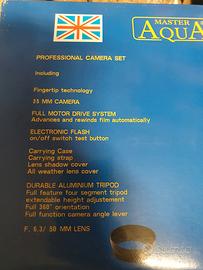 MASTER
AQUA
PROFESSIONAL CAMERA SET
Including
Fingertip technology
35 MM CAMERA
FULL MOTOR DRIVE SYSTEM
Advances and rewinds film automatically
ELECTRONIC FLASH
on/off switch test button
Carrying Case
Carrying strap
Lens shadow cover
All weather lens cover
DURABLE ALUMINIUM TRIPOD
Full feature four segment tripod
extendable height adjustement
Full 360° orientation
Full function camera angle lever
F. 6.3/ 50 MM LENS